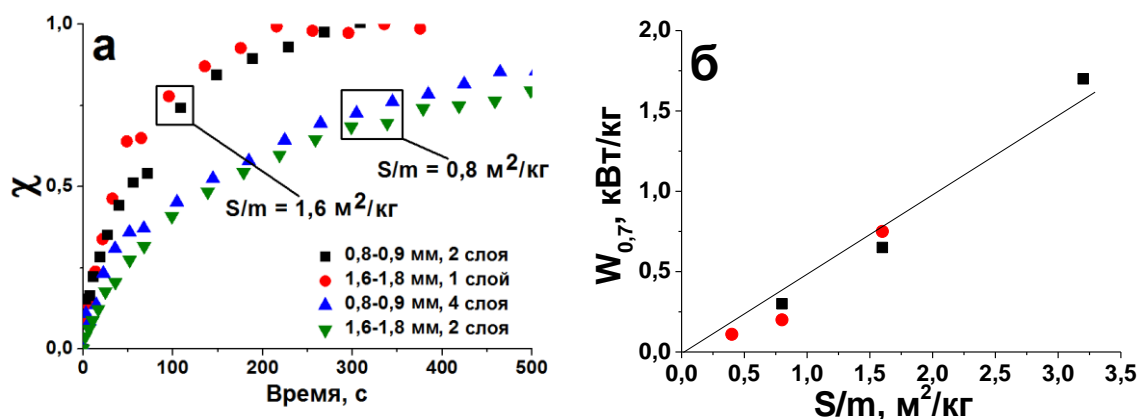 а
1,0
0,5
0,0
χ
0
100
200
300
400
500
Время, с
S/m = 1,6 м²/кг
S/m = 0,8 м²/кг
0,8-0,9 мм, 2 слоя
1,6-1,8 мм, 1 слой
0,8-0,9 мм, 4 слоя
1,6-1,8 мм, 2 слоя
б
2,0
1,5
1,0
0,5
0,0
W0,7, кВт/кг
0,0
0,5
1,0
1,5
2,0
2,5
3,0
3,5
S/m, м²/кг